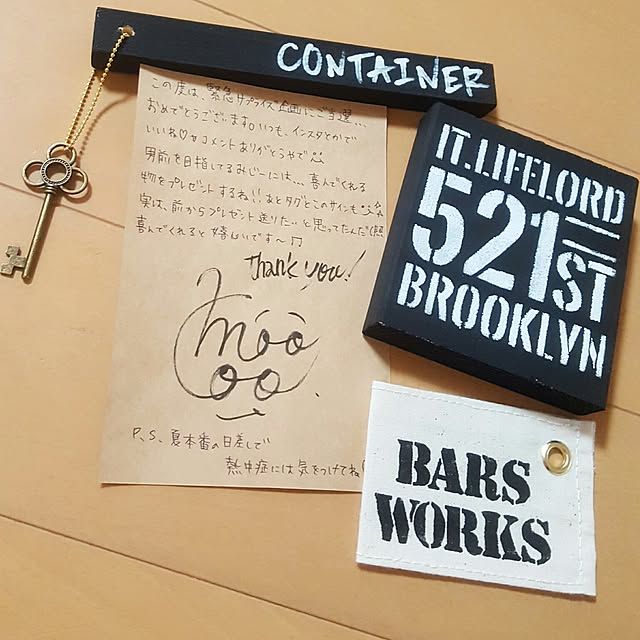 CONTAINER
この度は、緊急サプライズ企画にご当選...
おめでとうございます。いつも、インスタとかで
いいね♡やコメントありがとうやで
男前を目指してるみじーには...喜んでくれる
物をプレゼントするね!!あとタグとこのサインも
実は、前からプレゼント送りたいと思ってたんだ(照
喜んでくれると嬉しいです〜♫
Thank you!
moo
P.S、夏本番の日差しで
熱中症には気をつけてね
IT.LIFELORD
521ST
BROOKLYN
BARS
WORKS